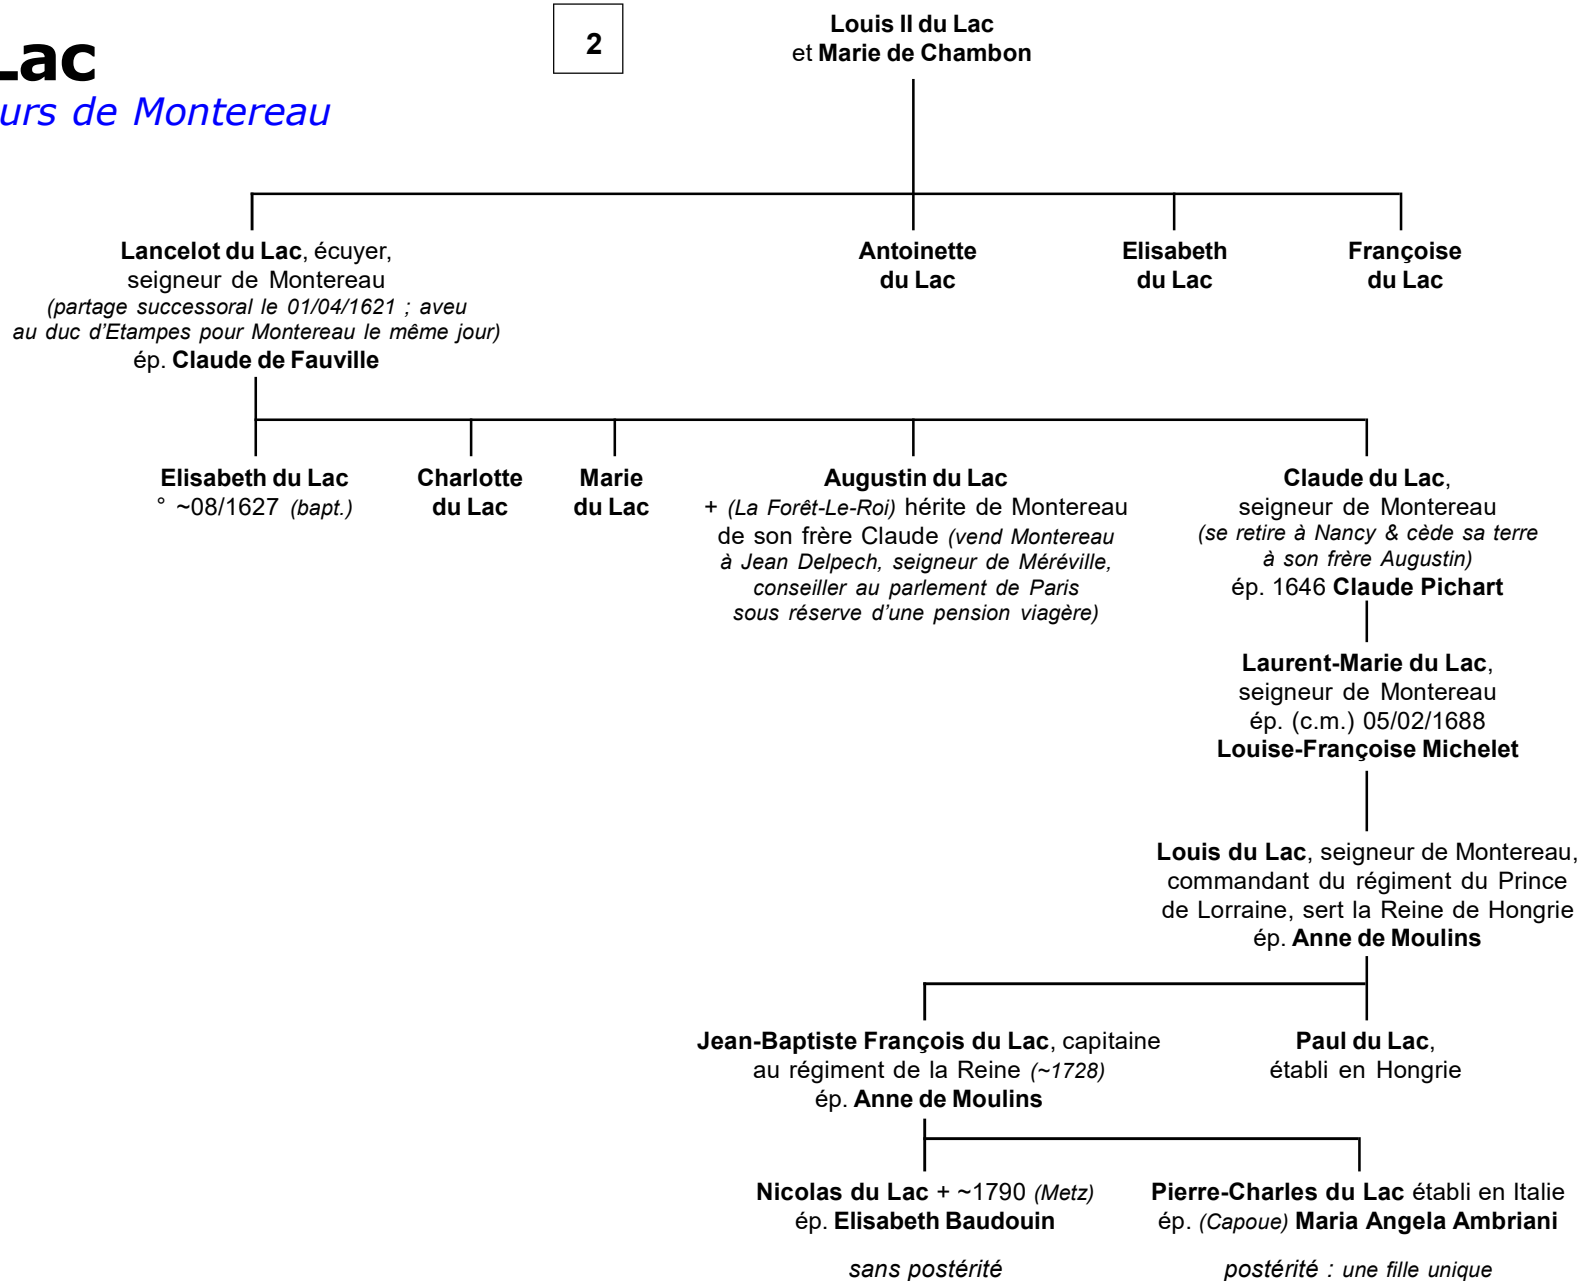 Lac
urs de Montereau
2
Louis II du Lac
et Marie de Chambon
Lancelot du Lac, écuyer,
seigneur de Montereau
(partage successoral le 01/04/1621 ; aveu
au duc d'Etampes pour Montereau le même jour)
ép. Claude de Fauville
Antoinette
du Lac
Elisabeth
du Lac
Françoise
du Lac
Elisabeth du Lac
° ~08/1627 (bapt.)
Charlotte
du Lac
Marie
du Lac
Augustin du Lac
+ (La Forêt-Le-Roi) hérite de Montereau
de son frère Claude (vend Montereau
à Jean Delpech, seigneur de Méréville,
conseiller au parlement de Paris
sous réserve d'une pension viagère)
Claude du Lac,
seigneur de Montereau
(se retire à Nancy & cède sa terre
à son frère Augustin)
ép. 1646 Claude Pichart
Laurent-Marie du Lac,
seigneur de Montereau
ép. (c.m.) 05/02/1688
Louise-Françoise Michelet
Louis du Lac, seigneur de Montereau,
commandant du régiment du Prince
de Lorraine, sert la Reine de Hongrie
ép. Anne de Moulins
Jean-Baptiste François du Lac, capitaine
au régiment de la Reine (~1728)
ép. Anne de Moulins
Paul du Lac,
établi en Hongrie
Nicolas du Lac + ~1790 (Metz)
ép. Elisabeth Baudouin
sans postérité
Pierre-Charles du Lac établi en Italie
ép. (Capoue) Maria Angela Ambriani
postérité : une fille unique